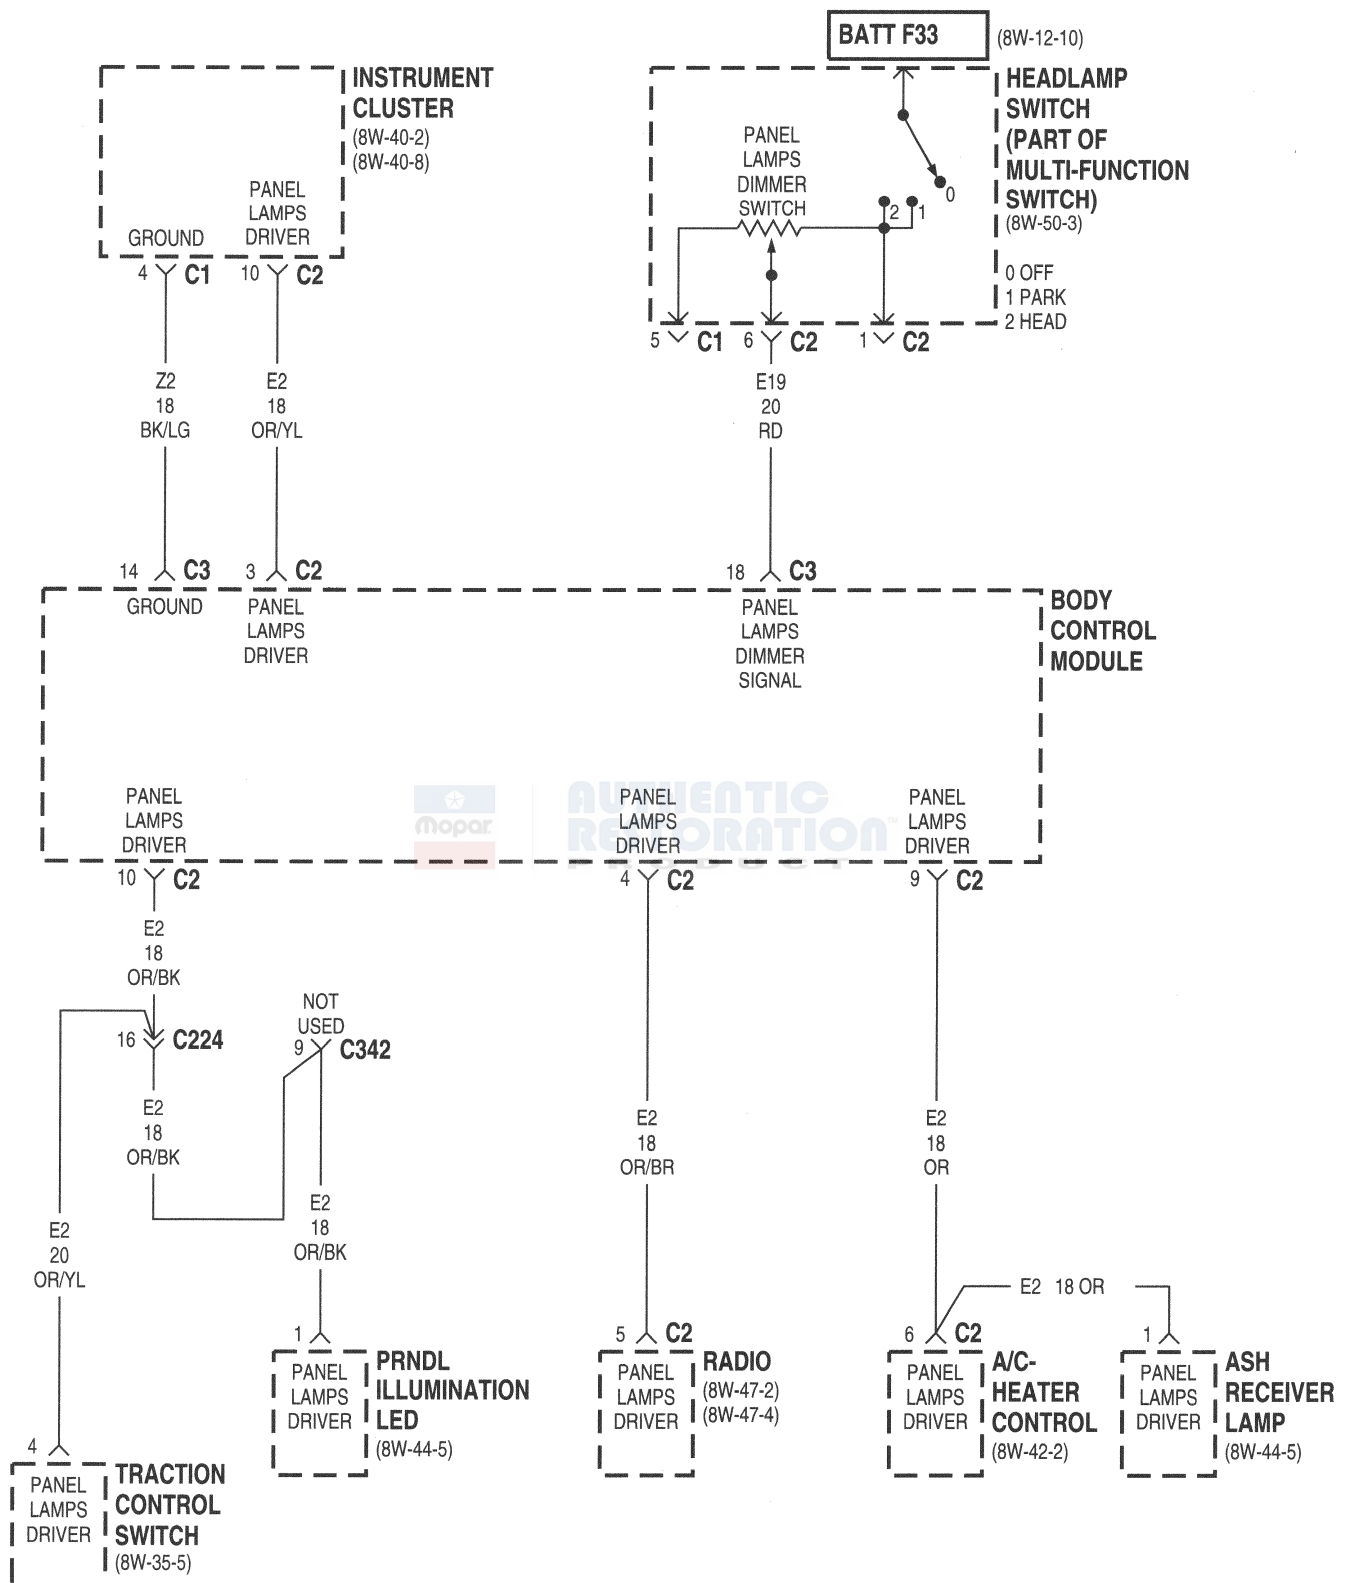 BATT F33
(8W-12-10)
INSTRUMENT
CLUSTER
(8W-40-2)
(8W-40-8)
PANEL
LAMPS
DRIVER
GROUND
4
C1
10
C2
HEADLAMP
SWITCH
(PART OF
MULTI-FUNCTION
SWITCH)
(8W-50-3)
0 OFF
1 PARK
2 HEAD
PANEL
LAMPS
DIMMER
SWITCH
0
2
1
5
C1
6
C2
1
C2
Z2
18
BK/LG
E2
18
OR/YL
E19
20
RD
14
C3
3
C2
18
C3
GROUND
PANEL
LAMPS
DRIVER
PANEL
LAMPS
DIMMER
SIGNAL
BODY
CONTROL
MODULE
Mopar
AUTHENTIC
RESTORATION™
PRODUCT
PANEL
LAMPS
DRIVER
PANEL
LAMPS
DRIVER
PANEL
LAMPS
DRIVER
10
C2
4
C2
9
C2
E2
18
OR/BK
16
C224
NOT
USED
9
C342
E2
18
OR/BK
E2
18
OR/BR
E2
18
OR
E2
20
OR/YL
E2
18
OR/BK
E2 18 OR
1
5
C2
6
C2
1
PANEL
LAMPS
DRIVER
PRNDL
ILLUMINATION
LED
(8W-44-5)
PANEL
LAMPS
DRIVER
RADIO
(8W-47-2)
(8W-47-4)
PANEL
LAMPS
DRIVER
A/C-
HEATER
CONTROL
(8W-42-2)
PANEL
LAMPS
DRIVER
ASH
RECEIVER
LAMP
(8W-44-5)
4
PANEL
LAMPS
DRIVER
TRACTION
CONTROL
SWITCH
(8W-35-5)